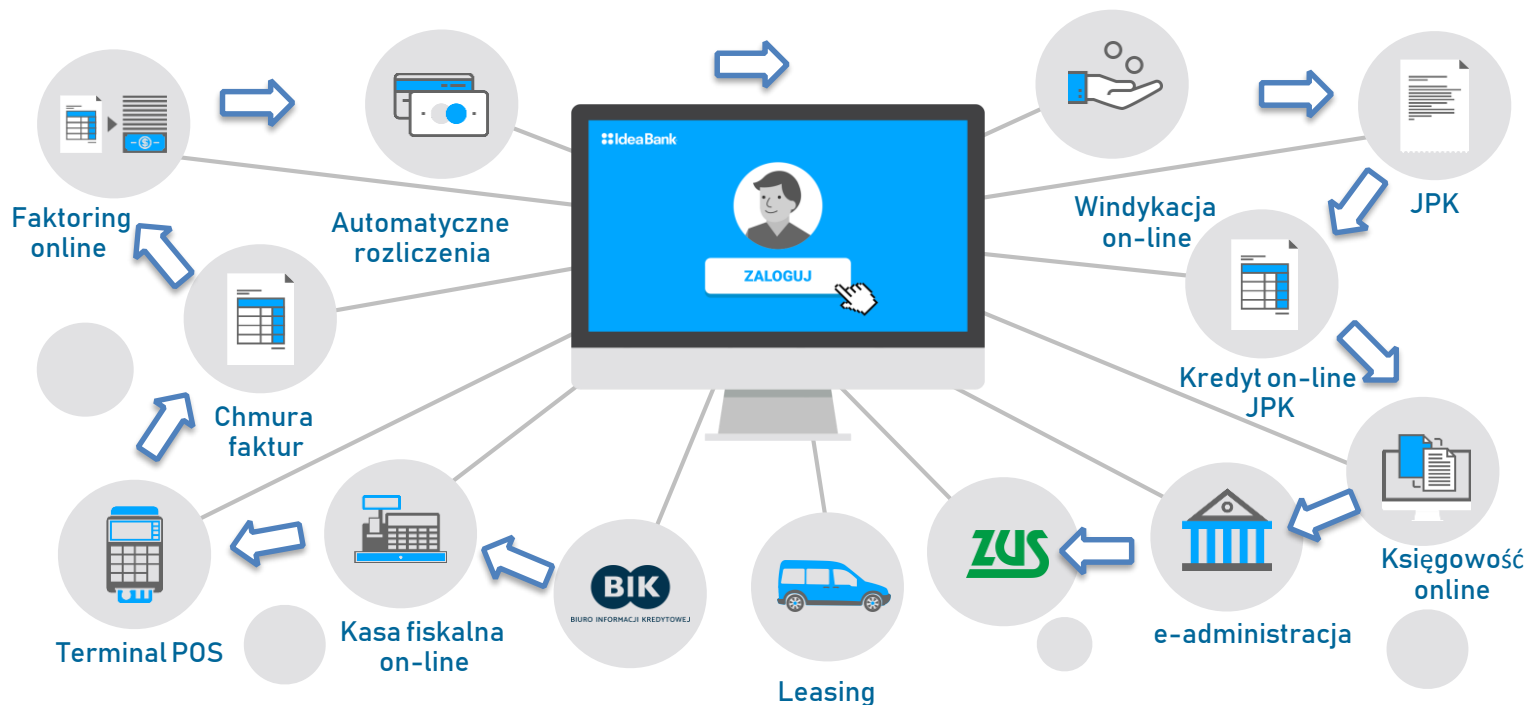 IdeaBank
ZALOGUJ
Faktoring
online
Automatyczne
rozliczenia
Windykacja
on-line
JPK
Chmura
faktur
Kredyt on-line
JPK
Terminal POS
Kasa fiskalna
on-line
BIK
BIURO INFORMACJI KREDYTOWEJ
Leasing
ZUS
e-administracja
Księgowość
online